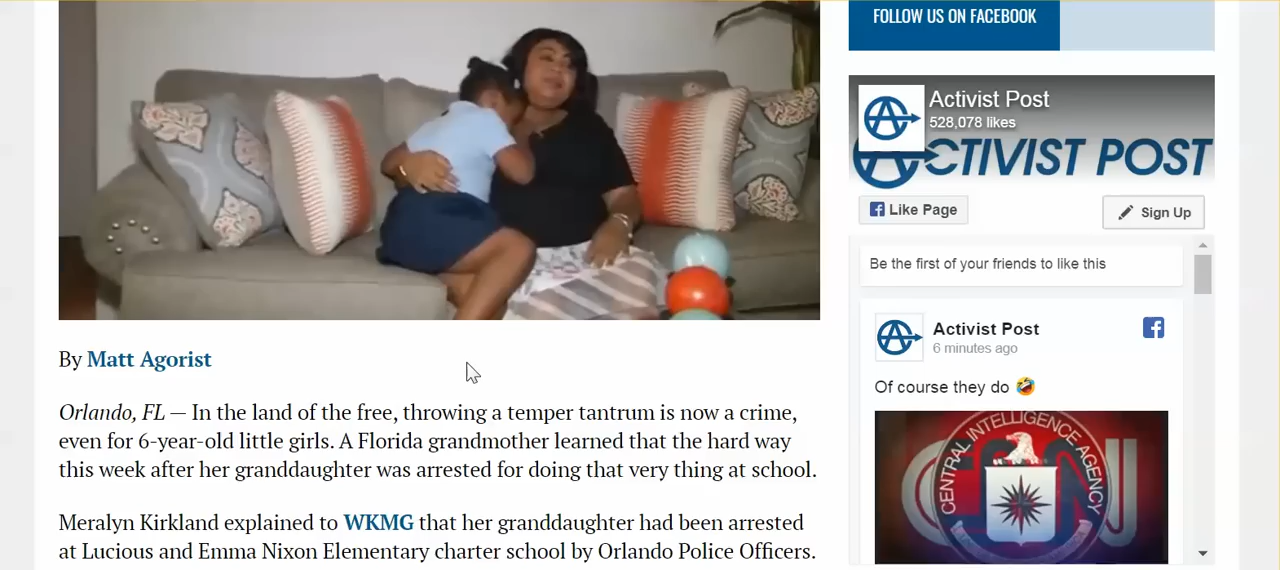 FOLLOW US ON FACEBOOK
Activist Post
528,078 likes
ACTIVIST POST
Like Page
Sign Up
Be the first of your friends to like this
Activist Post
6 minutes ago
Of course they do 🤣
CENTRAL INTELLIGENCE AGENCY
By Matt Agorist
Orlando, FL — In the land of the free, throwing a temper tantrum is now a crime,
even for 6-year-old little girls. A Florida grandmother learned that the hard way
this week after her granddaughter was arrested for doing that very thing at school.
Meralyn Kirkland explained to WKMG that her granddaughter had been arrested
at Lucious and Emma Nixon Elementary charter school by Orlando Police Officers.